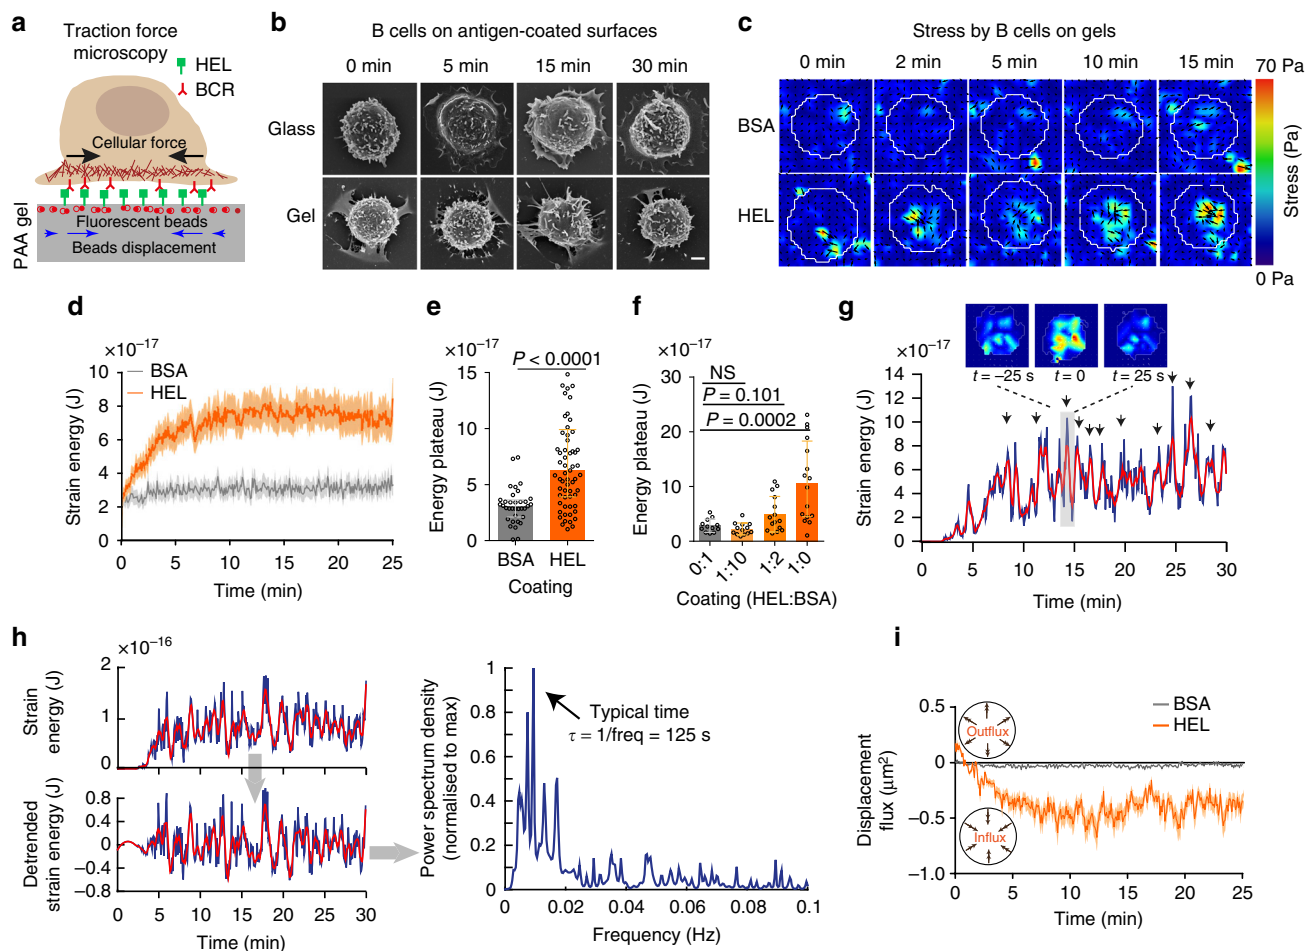 a
Traction force
microscopy
HEL
BCR
Cellular force
Fluorescent beads
Beads displacement
PAA gel
b
B cells on antigen-coated surfaces
0 min 5 min 15 min 30 min
Glass
Gel
c
Stress by B cells on gels
0 min 2 min 5 min 10 min 15 min
BSA
HEL
70 Pa
Stress (Pa)
0 Pa
d
×10⁻¹⁷
BSA
HEL
Strain energy (J)
10
8
6
4
2
0
0 5 10 15 20 25
Time (min)
e
×10⁻¹⁷
P < 0.0001
Energy plateau (J)
15
10
5
0
BSA HEL
Coating
f
×10⁻¹⁷
NS
P = 0.101
P = 0.0002
Energy plateau (J)
30
20
10
0
0:1 1:10 1:2 1:0
Coating (HEL:BSA)
g
t = −25 s t = 0 t = 25 s
×10⁻¹⁷
Strain energy (J)
14
12
10
8
6
4
2
0
0 5 10 15 20 25 30
Time (min)
h
×10⁻¹⁶
Strain
energy (J)
2
1
0
Detrended
strain energy (J)
0.8
0.4
0
−0.4
−0.8
0 5 10 15 20 25 30
Time (min)
Power spectrum density
(normalised to max)
1
0.8
0.6
0.4
0.2
0
Typical time
τ = 1/freq = 125 s
0 0.02 0.04 0.06 0.08 0.1
Frequency (Hz)
i
BSA
HEL
Outflux
Influx
Displacement
flux (μm²)
0.5
0
−0.5
−1.0
0 5 10 15 20 25
Time (min)